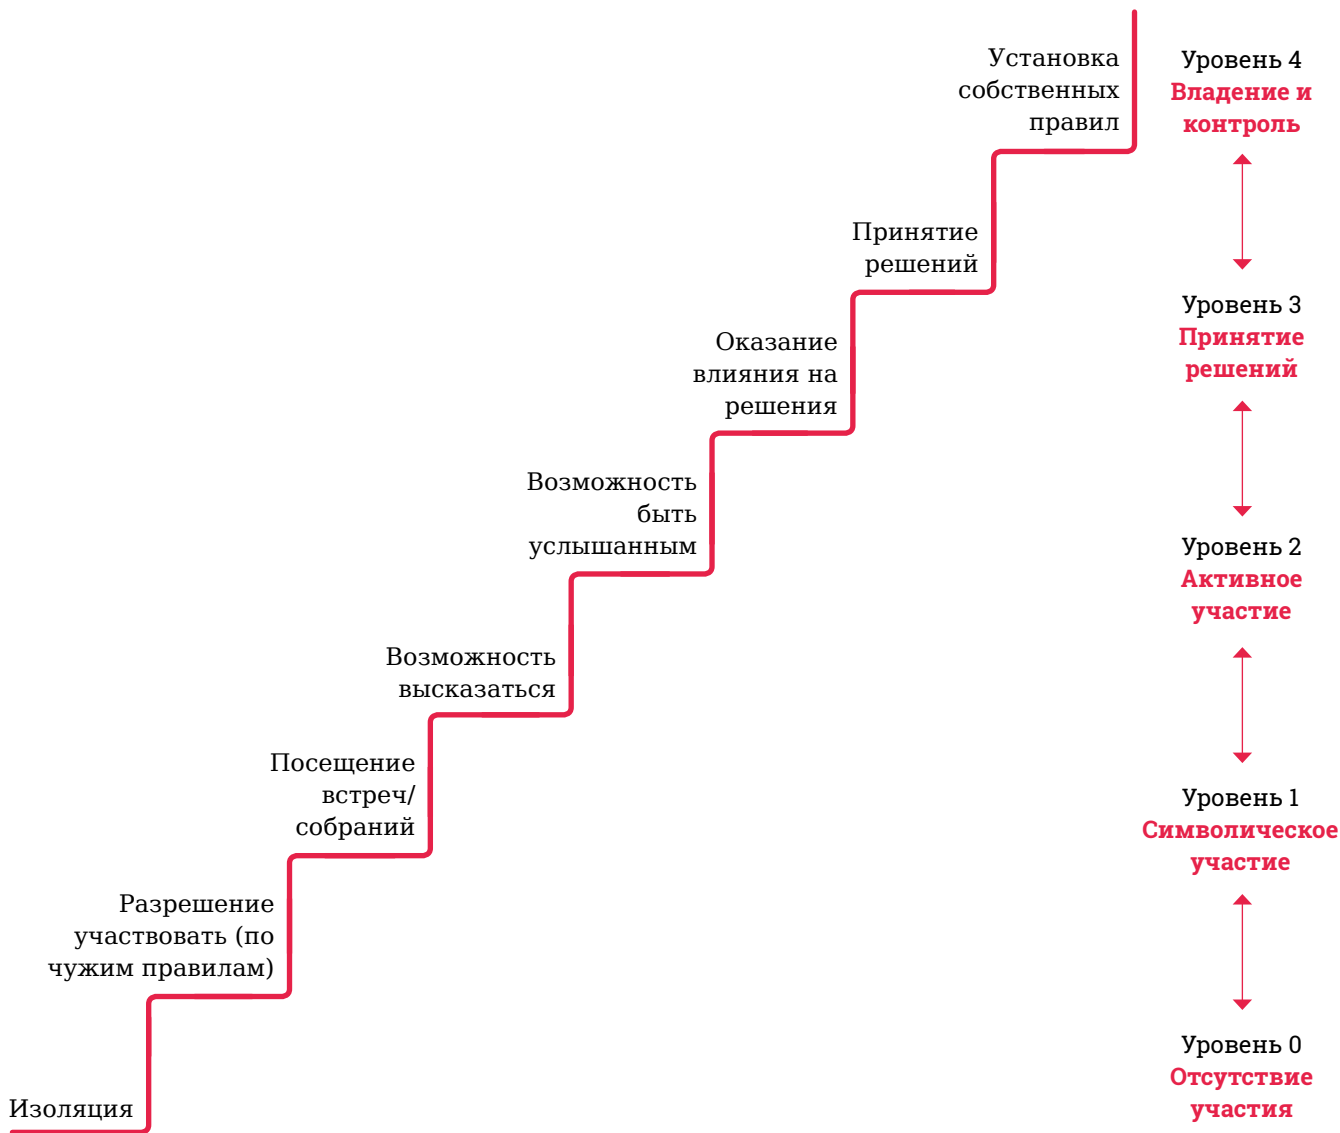 Установка
собственных
правил
Уровень 4
Владение и
контроль
Принятие
решений
Уровень 3
Принятие
решений
Оказание
влияния на
решения
Возможность
быть
услышанным
Уровень 2
Активное
участие
Возможность
высказаться
Посещение
встреч/
собраний
Уровень 1
Символическое
участие
Разрешение
участвовать (по
чужим правилам)
Уровень 0
Отсутствие
участия
Изоляция